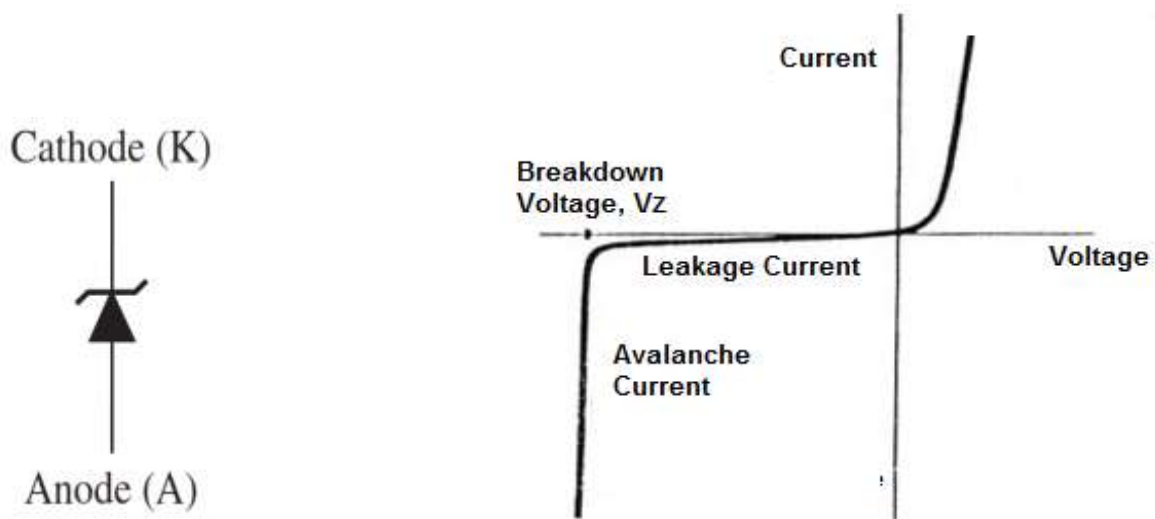 Cathode (K)
Anode (A)
Current
Breakdown
Voltage, Vz
Leakage Current
Voltage
Avalanche
Current